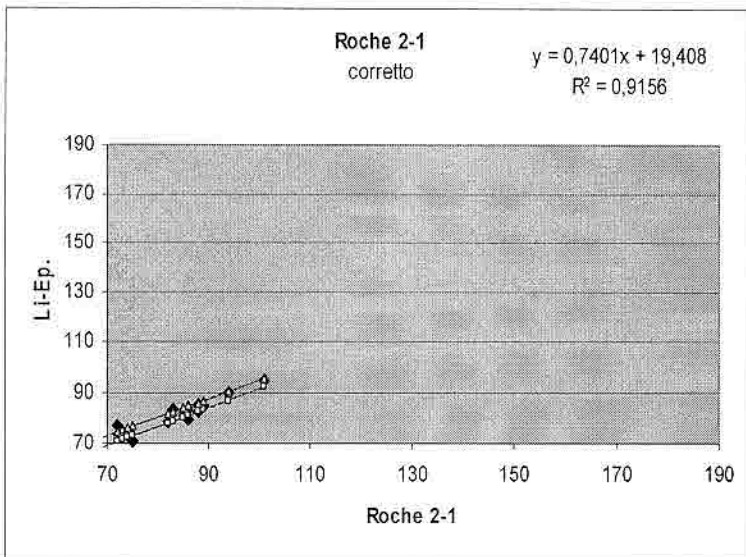 Roche 2-1
corretto
y = 0,7401x + 19,408
R² = 0,9156
190
170
150
130
110
90
70
Li-Ep.
70 90 110 130 150 170 190
Roche 2-1